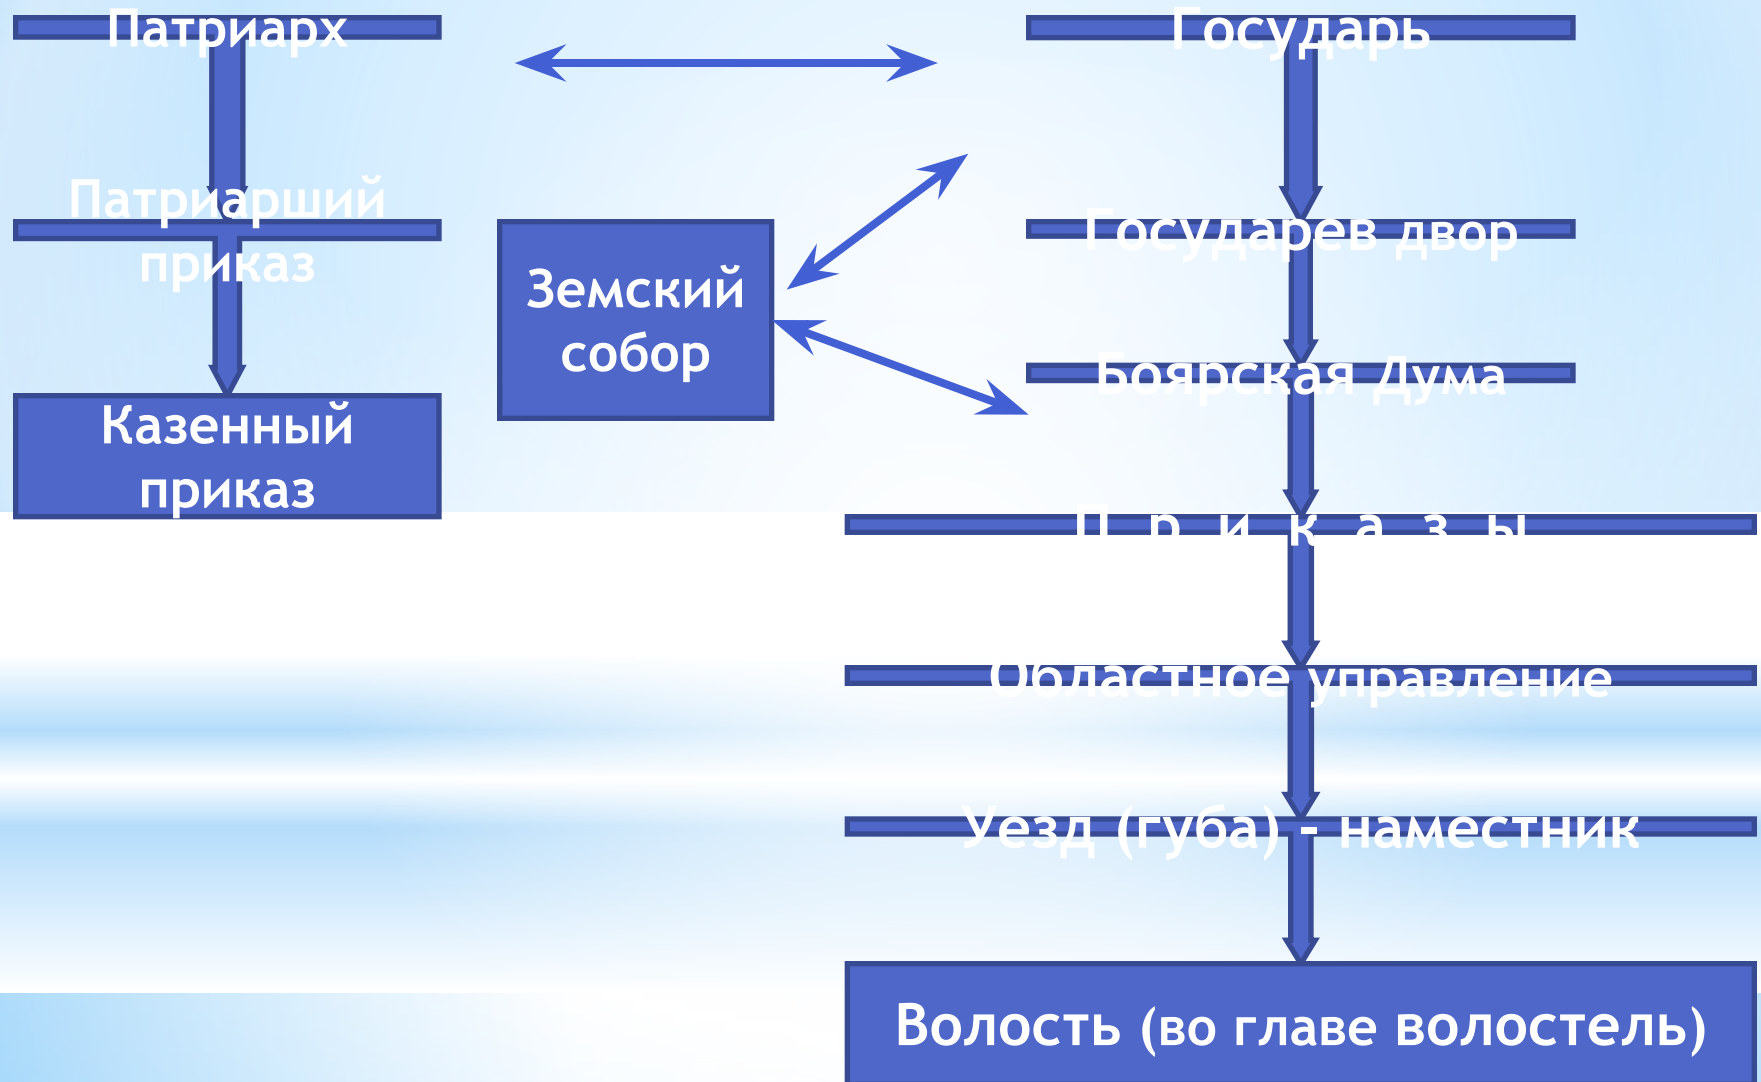 Патриарх
Государь
Патриарший
приказ
Государев двор
Земский
собор
Боярская Дума
Казенный
приказ
П р и к а з ы
Областное управление
Уезд (губа) - наместник
Волость (во главе волостель)